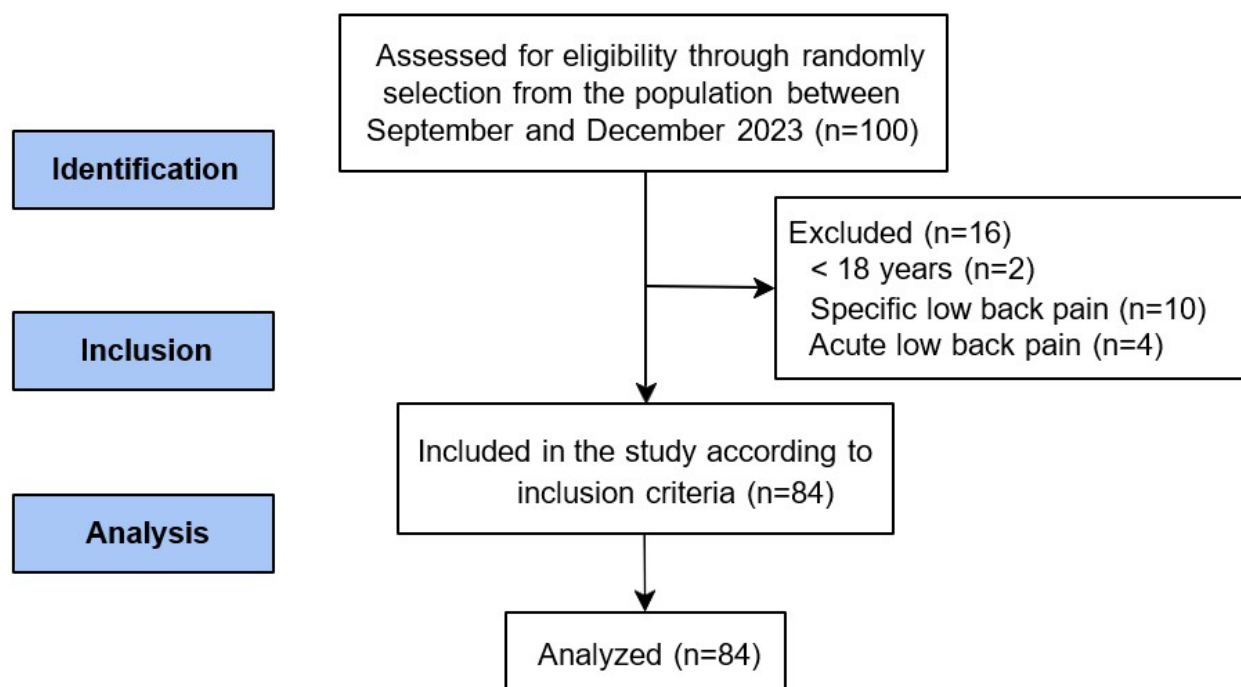 Assessed for eligibility through randomly
selection from the population between
September and December 2023 (n=100)
Identification
Excluded (n=16)
< 18 years (n=2)
Specific low back pain (n=10)
Acute low back pain (n=4)
Inclusion
Included in the study according to
inclusion criteria (n=84)
Analysis
Analyzed (n=84)